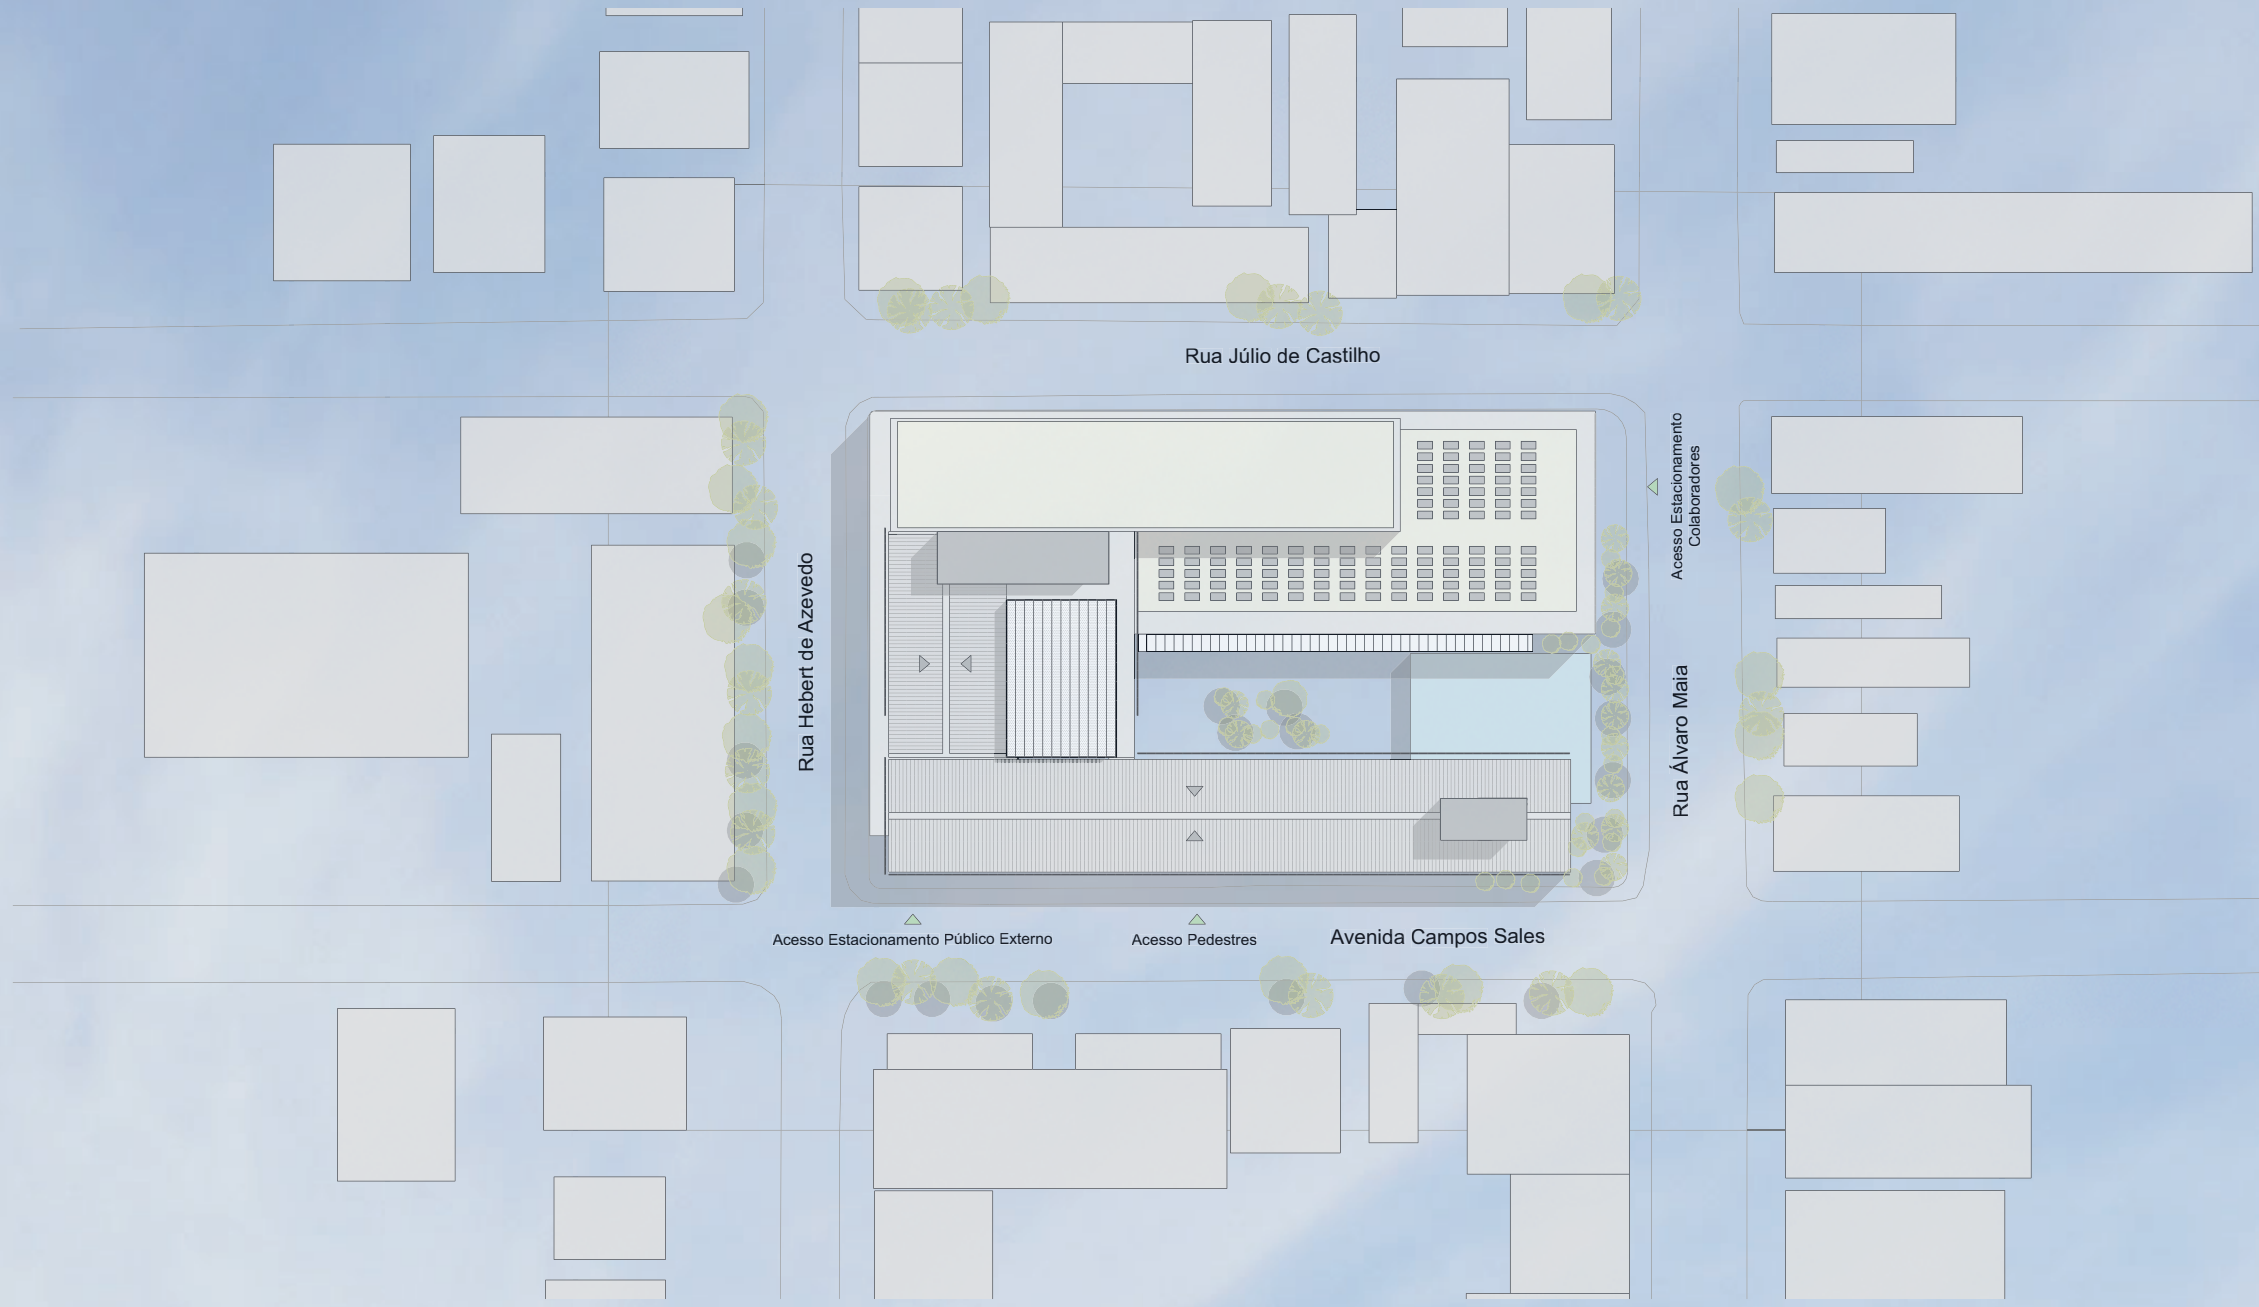 Rua Júlio de Castilho
Acesso Estacionamento
Colaboradores
Rua Hebert de Azevedo
Rua Álvaro Maia
Acesso Estacionamento Público Externo
Acesso Pedestres
Avenida Campos Sales